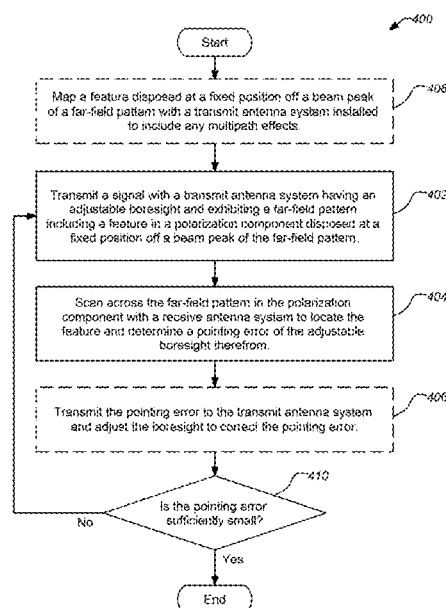 400
Start
Map a feature disposed at a fixed position off a beam peak
of a far-field pattern with a transmit antenna system installed
to include any multipath effects.
408
Transmit a signal with a transmit antenna system having an
adjustable boresight and exhibiting a far-field pattern
including a feature in a polarization component disposed at a
fixed position off a beam peak of the far-field pattern.
402
Scan across the far-field pattern in the polarization
component with a receive antenna system to locate the
feature and determine a pointing error of the adjustable
boresight therefrom.
404
Transmit the pointing error to the transmit antenna system
and adjust the boresight to correct the pointing error.
406
410
Is the pointing error
sufficiently small?
No
Yes
End